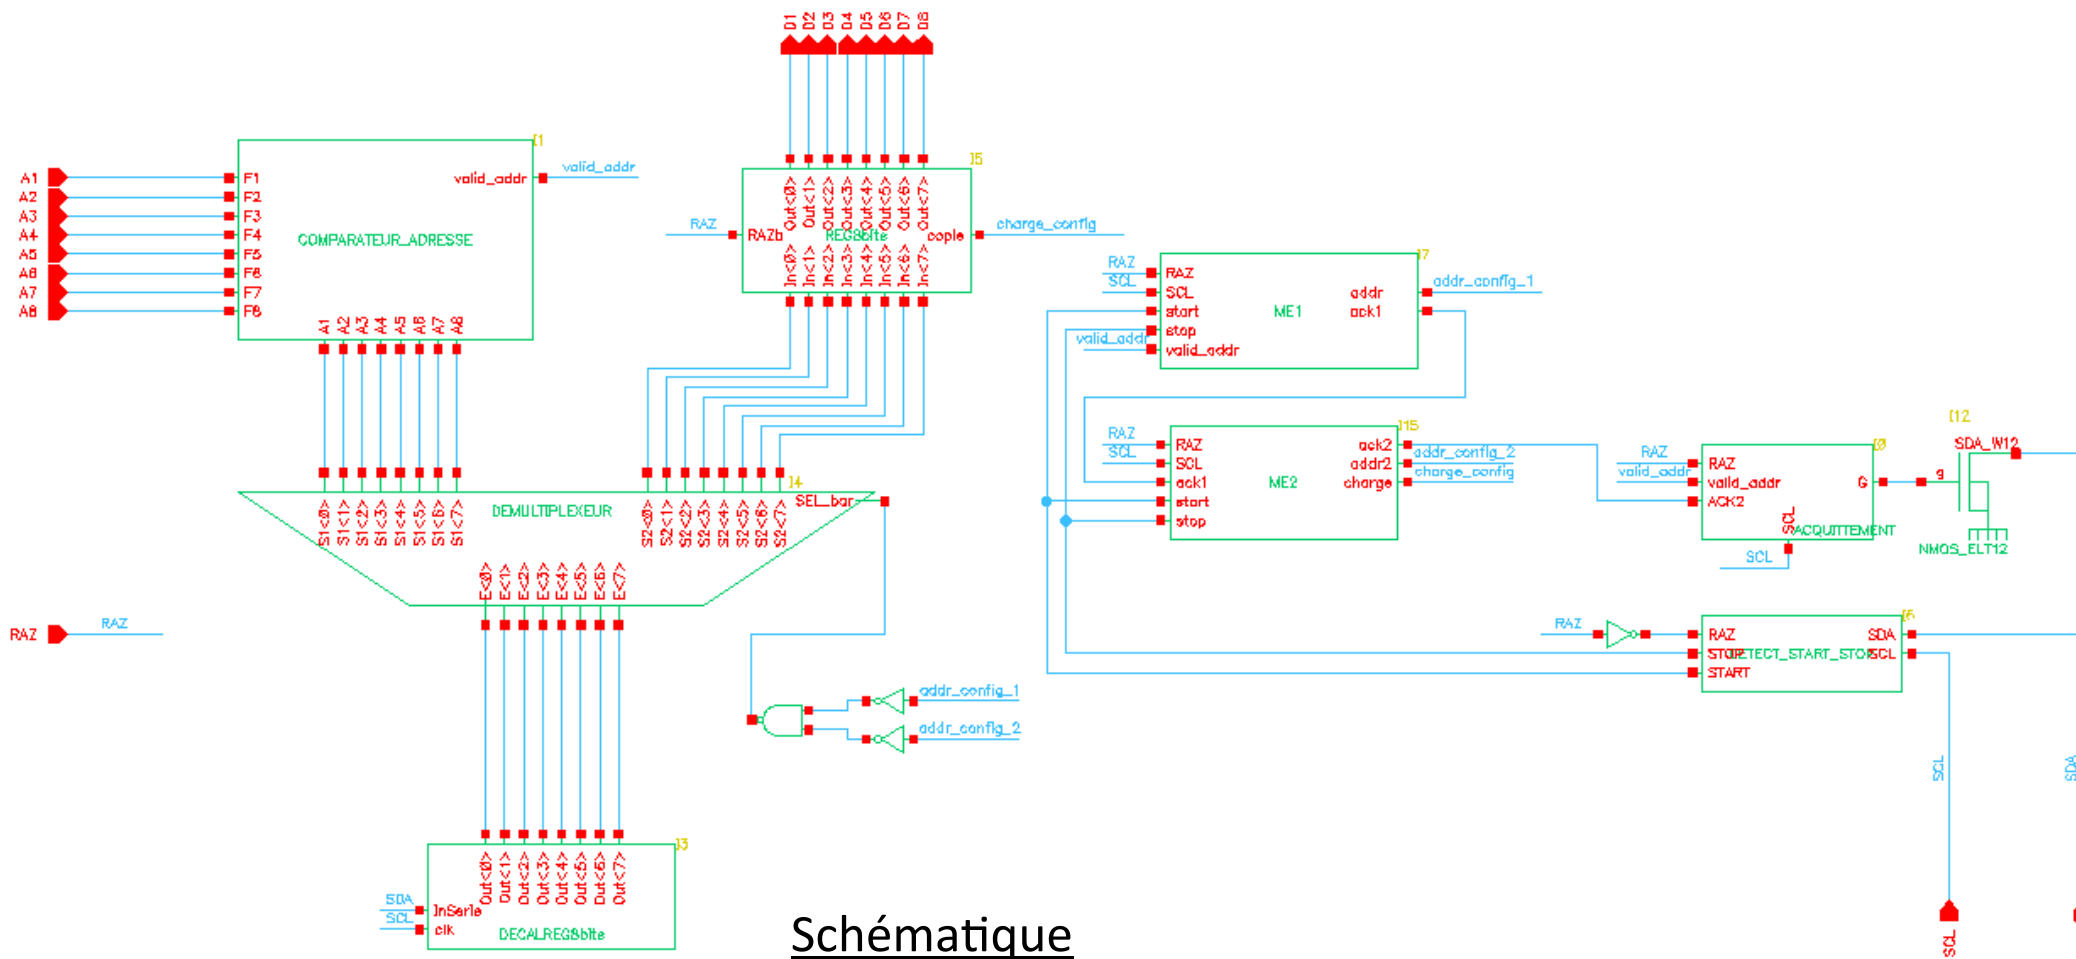 D1 D2 D3 D4 D5 D6 D7 D8
I1
valid_addr
valid_addr
A1 F1
A2 F2
A3 F3
A4 F4
A5 F5
A6 F6
A7 F7
A8 F8
COMPARATEUR_ADRESSE
A1 A2 A3 A4 A5 A6 A7 A8
I5
Out<0> Out<1> Out<2> Out<3> Out<4> Out<5> Out<6> Out<7>
RAZ RAZb REG8bits copie charge_config
In<0> In<1> In<2> In<3> In<4> In<5> In<6> In<7>
I7
RAZ RAZ
SCL SCL addr addr_config_1
start ME1 ack1
stop
valid_addr valid_addr
I15
RAZ RAZ ack2
SCL SCL addr2 addr_config_2
ack1 ME2 charge charge_config
start
stop
I12
SDA_W12
RAZ RAZ
valid_addr valid_addr G g
ACK2
SCL
ACQUITTEMENT
SCL
NMOS_ELT12
I4
SEL_bar
DEMULTIPLEXEUR
S1<0> S1<1> S1<2> S1<3> S1<4> S1<5> S1<6> S1<7>
S2<0> S2<1> S2<2> S2<3> S2<4> S2<5> S2<6> S2<7>
E<0> E<1> E<2> E<3> E<4> E<5> E<6> E<7>
RAZ RAZ
RAZ RAZ SDA
STOP DETECT_START_STOP SCL
START
addr_config_1
addr_config_2
SCL SDA
I3
Out<0> Out<1> Out<2> Out<3> Out<4> Out<5> Out<6> Out<7>
SDA InSerie
SCL clk
DECALREG8bits
SCL
Schématique